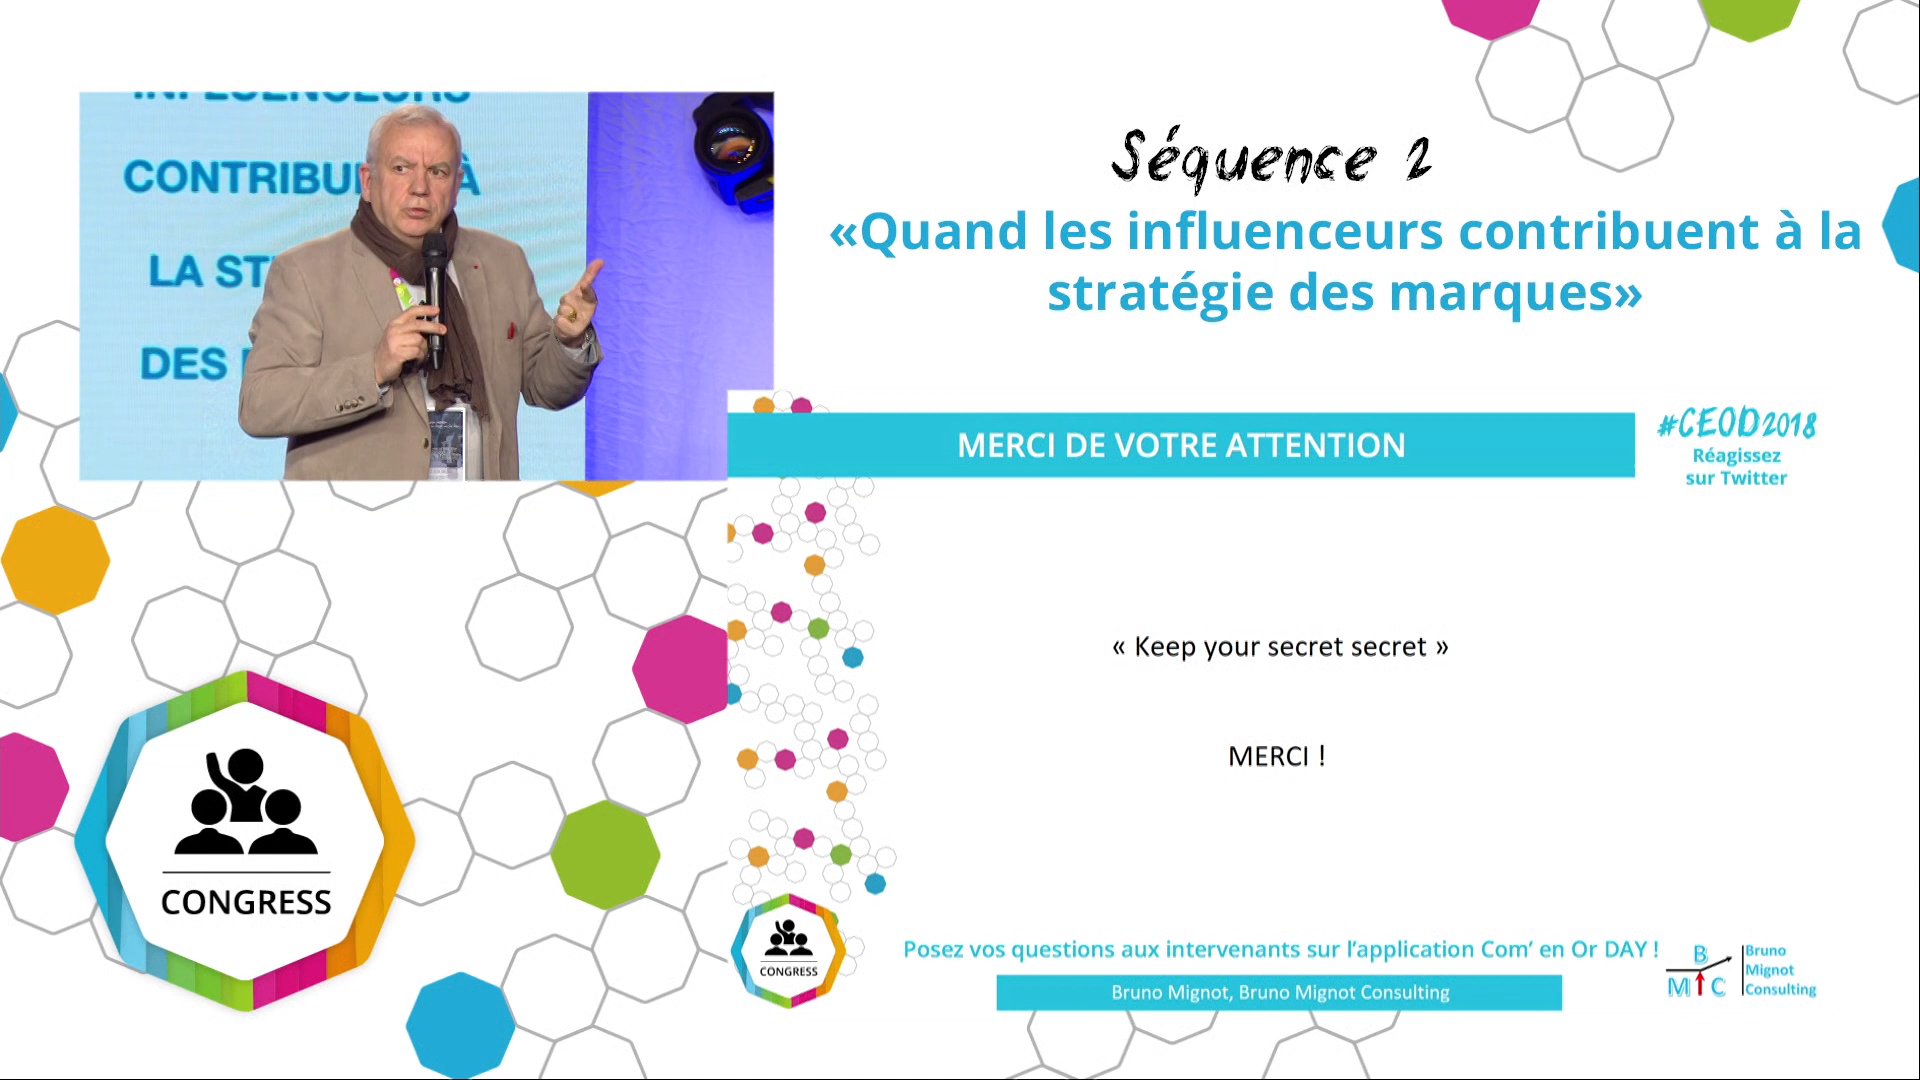 INFLUENCEURS
CONTRIBU À
LA ST
DES
Séquence 2
«Quand les influenceurs contribuent à la
stratégie des marques»
MERCI DE VOTRE ATTENTION
#CEOD2018
Réagissez
sur Twitter
« Keep your secret secret »
MERCI !
CONGRESS
CONGRESS
Posez vos questions aux intervenants sur l’application Com’ en Or DAY !
Bruno Mignot, Bruno Mignot Consulting
B
M C
Bruno
Mignot
Consulting